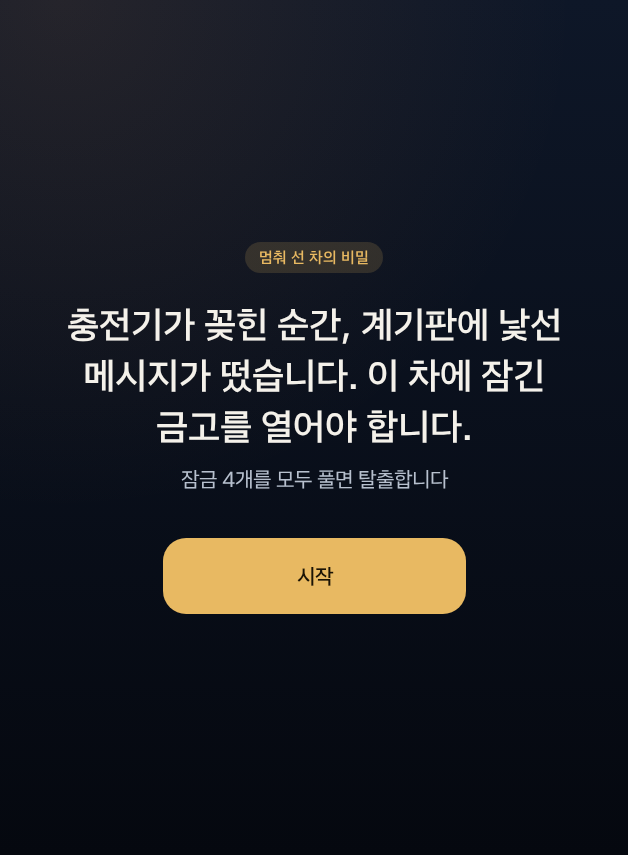 멈춰 선 차의 비밀
충전기가 꽂힌 순간, 계기판에 낯선
메시지가 떴습니다. 이 차에 잠긴
금고를 열어야 합니다.
잠금 4개를 모두 풀면 탈출합니다
시작